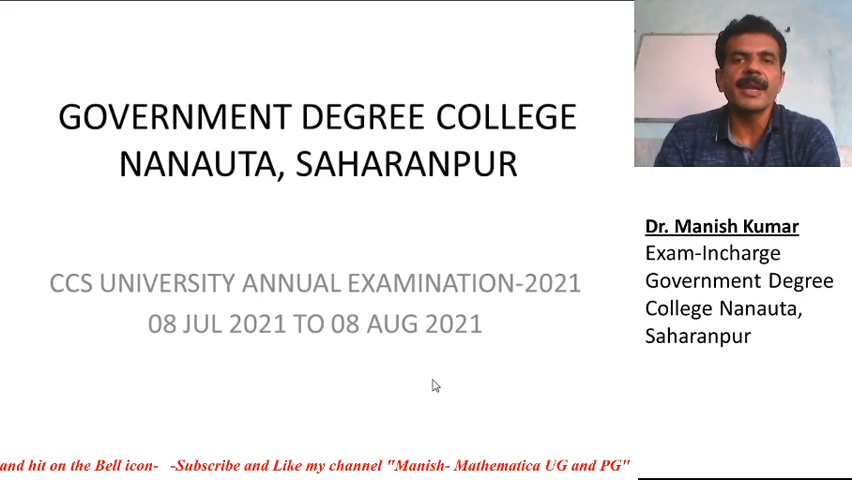 GOVERNMENT DEGREE COLLEGE
NANAUTA, SAHARANPUR
CCS UNIVERSITY ANNUAL EXAMINATION-2021
08 JUL 2021 TO 08 AUG 2021
Dr. Manish Kumar
Exam-Incharge
Government Degree
College Nanauta,
Saharanpur
and hit on the Bell icon- -Subscribe and Like my channel "Manish- Mathematica UG and PG"